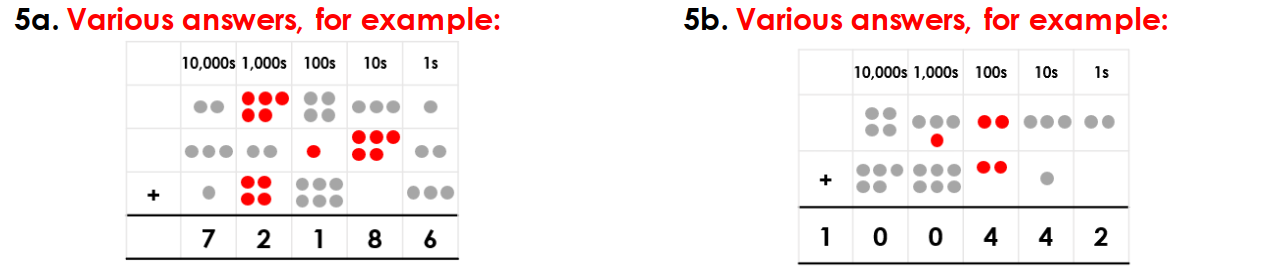 5a. Various answers, for example:
10,000s 1,000s 100s 10s 1s
+
7 2 1 8 6
5b. Various answers, for example:
10,000s 1,000s 100s 10s 1s
+
1 0 0 4 4 2